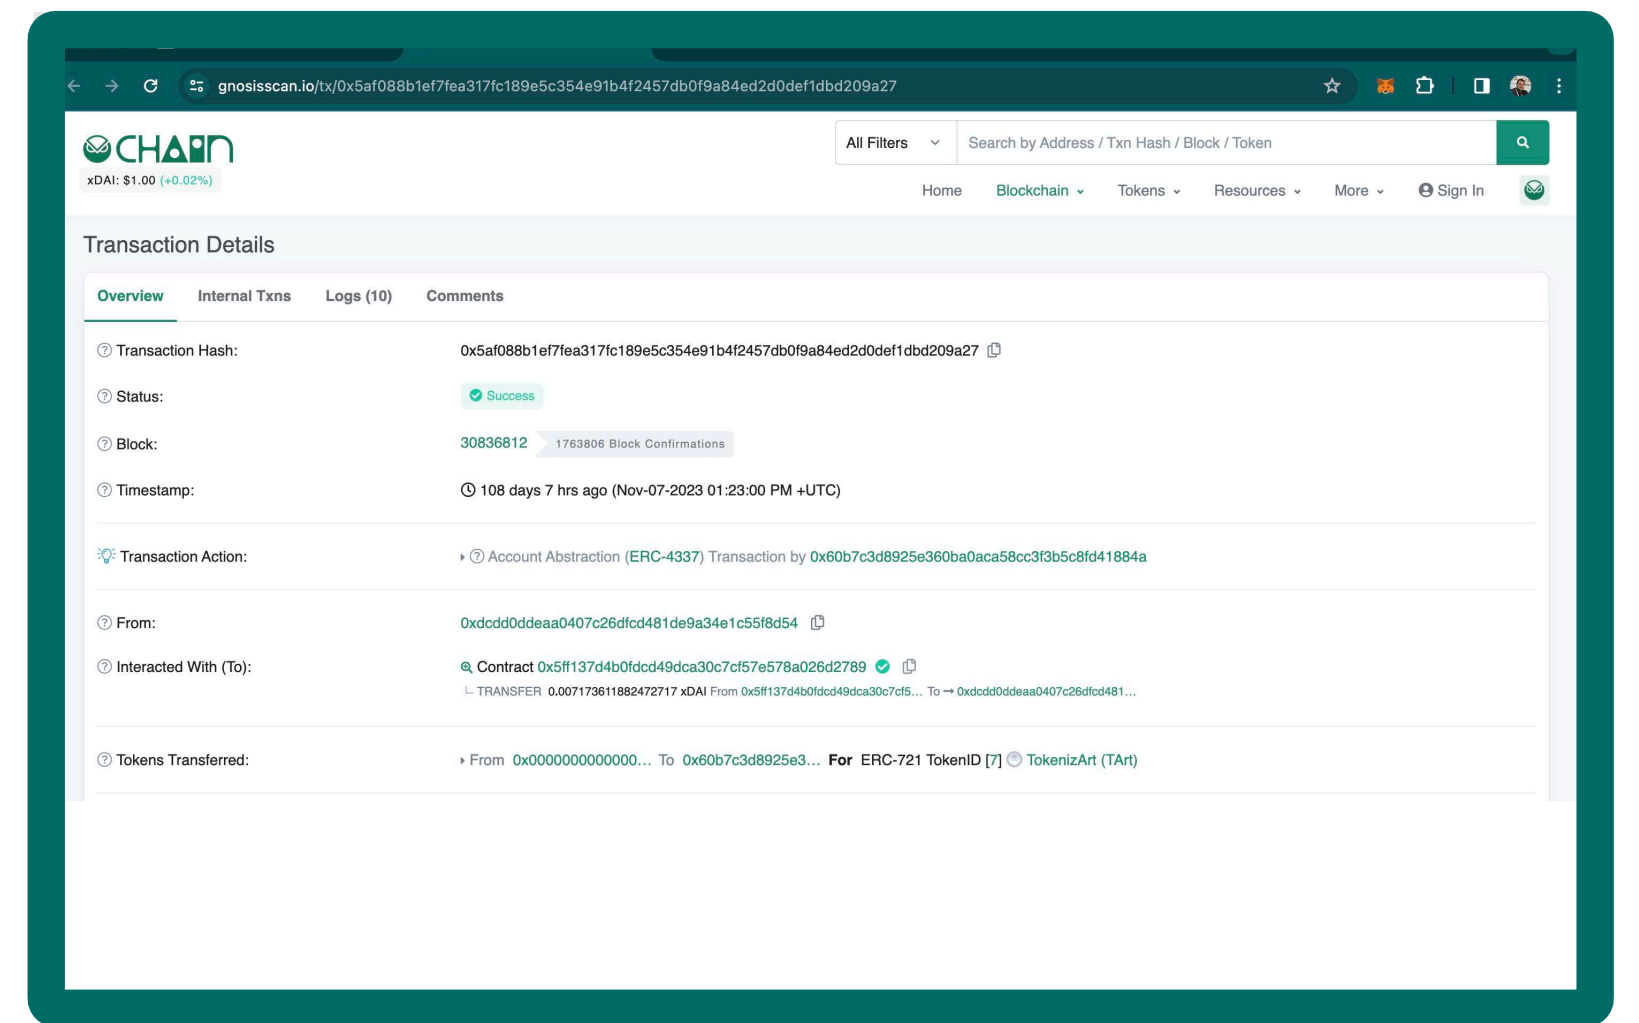 gnosisscan.io/tx/0x5af088b1ef7fea317fc189e5c354e91b4f2457db0f9a84ed2d0def1dbd209a27
CHAIN
xDAI: $1.00 (+0.02%)
All Filters
Search by Address / Txn Hash / Block / Token
Home Blockchain Tokens Resources More Sign In
Transaction Details
Overview Internal Txns Logs (10) Comments
Transaction Hash: 0x5af088b1ef7fea317fc189e5c354e91b4f2457db0f9a84ed2d0def1dbd209a27
Status: Success
Block: 30836812 1763806 Block Confirmations
Timestamp: 108 days 7 hrs ago (Nov-07-2023 01:23:00 PM +UTC)
Transaction Action: Account Abstraction (ERC-4337) Transaction by 0x60b7c3d8925e360ba0aca58cc3f3b5c8fd41884a
From: 0xdcdd0ddeaa0407c26dfcd481de9a34e1c55f8d54
Interacted With (To): Contract 0x5ff137d4b0fdcd49dca30c7cf57e578a026d2789
TRANSFER 0.007173611882472717 xDAI From 0x5ff137d4b0fdcd49dca30c7cf5... To → 0xdcdd0ddeaa0407c26dfcd481...
Tokens Transferred: From 0x0000000000000... To 0x60b7c3d8925e3... For ERC-721 TokenID [7] TokenizArt (TArt)